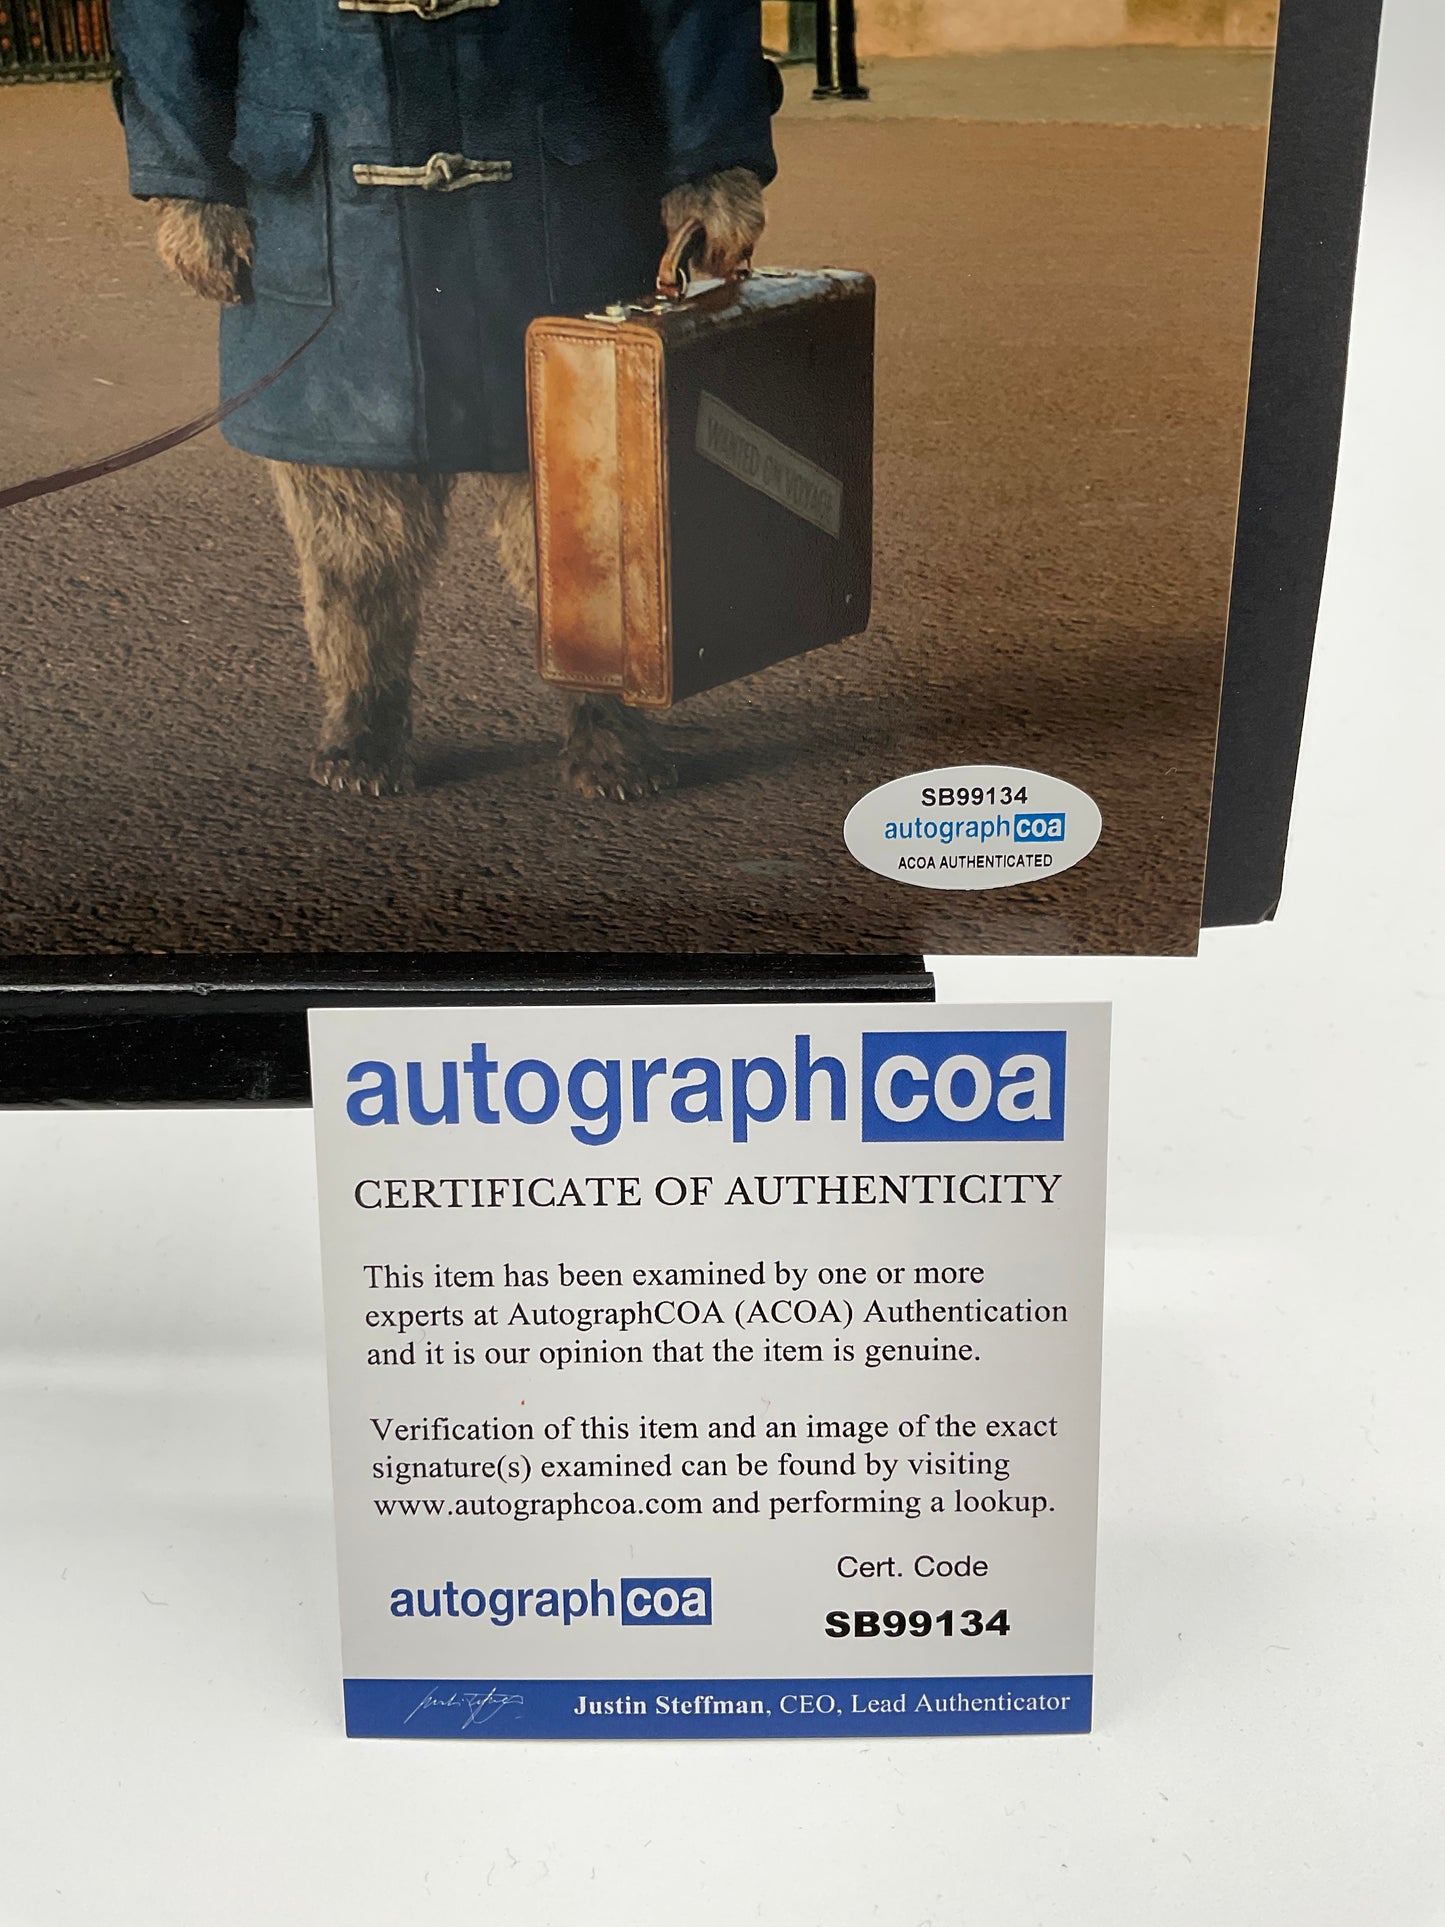 WANTED ON VOYAGE
SB99134
autographcoa
ACOA AUTHENTICATED
autographcoa
CERTIFICATE OF AUTHENTICITY
This item has been examined by one or more
experts at AutographCOA (ACOA) Authentication
and it is our opinion that the item is genuine.
Verification of this item and an image of the exact
signature(s) examined can be found by visiting
www.autographcoa.com and performing a lookup.
Cert. Code
autographcoa
SB99134
Justin Steffman, CEO, Lead Authenticator